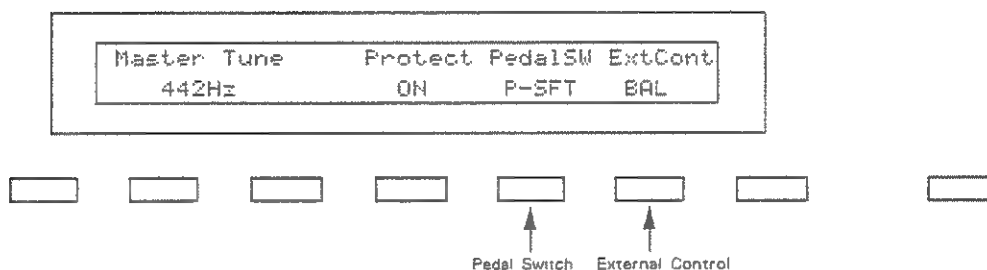 Master Tune Protect PedalSW ExtCont
442Hz ON P-SFT BAL
Pedal Switch External Control